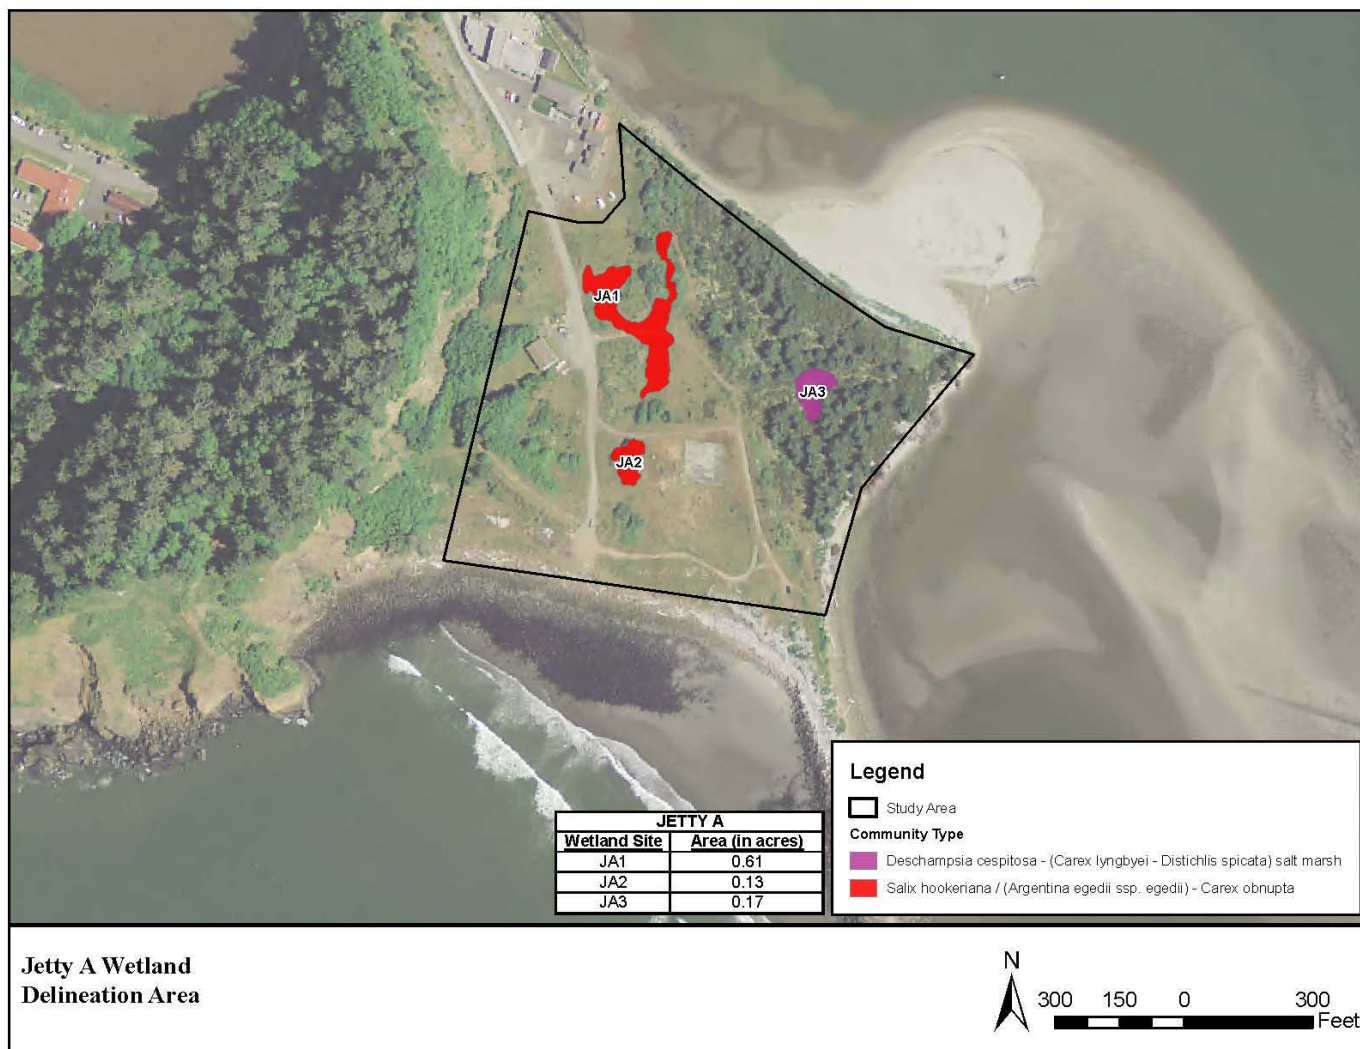 JA1
JA3
JA2
JETTY A
Wetland Site Area (in acres)
JA1 0.61
JA2 0.13
JA3 0.17
Legend
Study Area
Community Type
Deschampsia cespitosa - (Carex lyngbyei - Distichlis spicata) salt marsh
Salix hookeriana / (Argentina egedii ssp. egedii) - Carex obnupta
Jetty A Wetland
Delineation Area
N
300 150 0 300
Feet